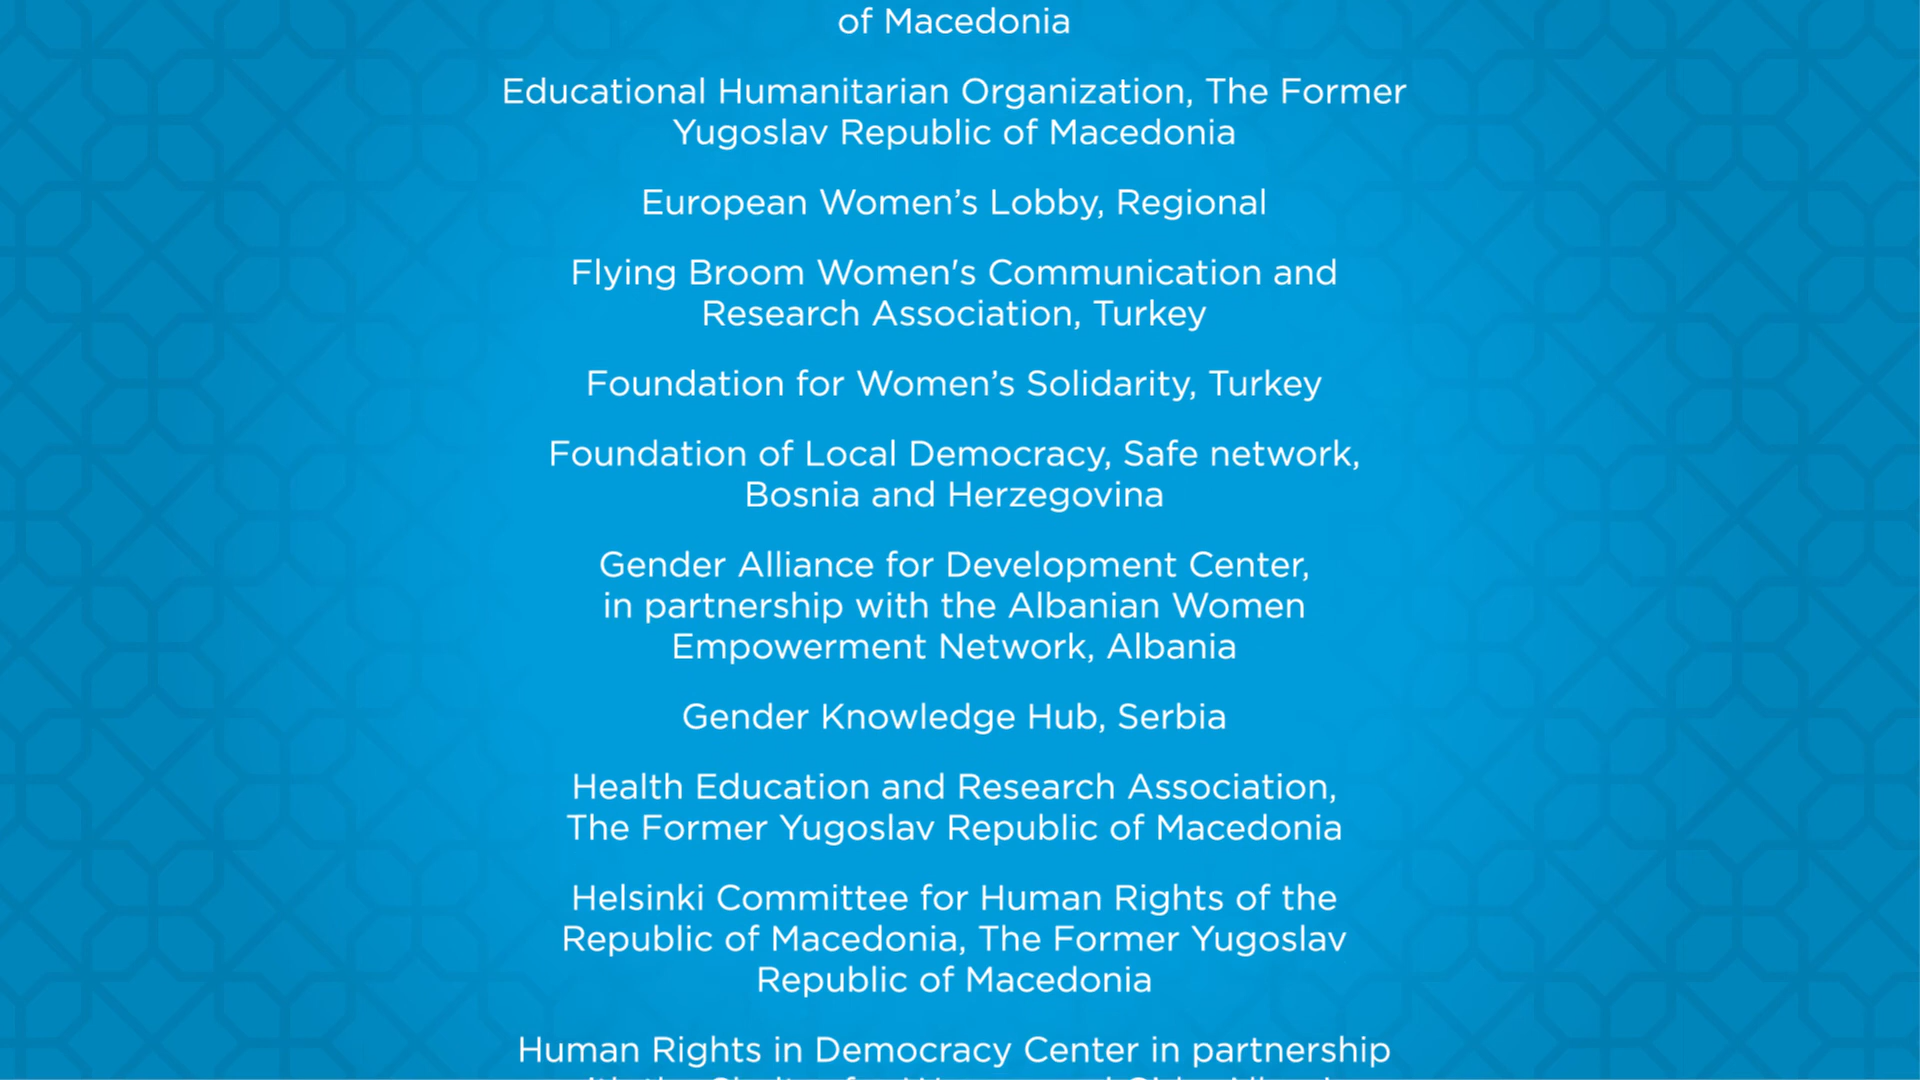 of Macedonia
Educational Humanitarian Organization, The Former
Yugoslav Republic of Macedonia
European Women’s Lobby, Regional
Flying Broom Women's Communication and
Research Association, Turkey
Foundation for Women’s Solidarity, Turkey
Foundation of Local Democracy, Safe network,
Bosnia and Herzegovina
Gender Alliance for Development Center,
in partnership with the Albanian Women
Empowerment Network, Albania
Gender Knowledge Hub, Serbia
Health Education and Research Association,
The Former Yugoslav Republic of Macedonia
Helsinki Committee for Human Rights of the
Republic of Macedonia, The Former Yugoslav
Republic of Macedonia
Human Rights in Democracy Center in partnership